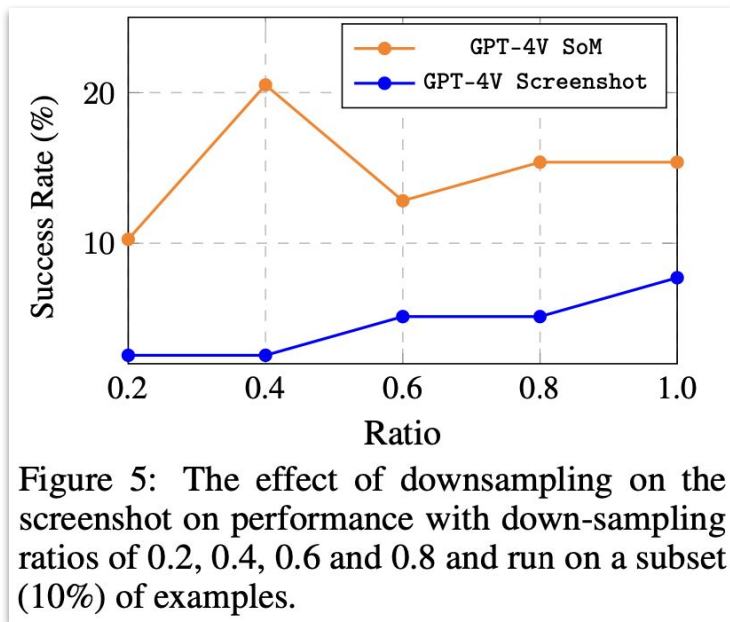 GPT-4V SoM
GPT-4V Screenshot
Success Rate (%)
20
10
0.2 0.4 0.6 0.8 1.0
Ratio
Figure 5: The effect of downsampling on the
screenshot on performance with down-sampling
ratios of 0.2, 0.4, 0.6 and 0.8 and run on a subset
(10%) of examples.